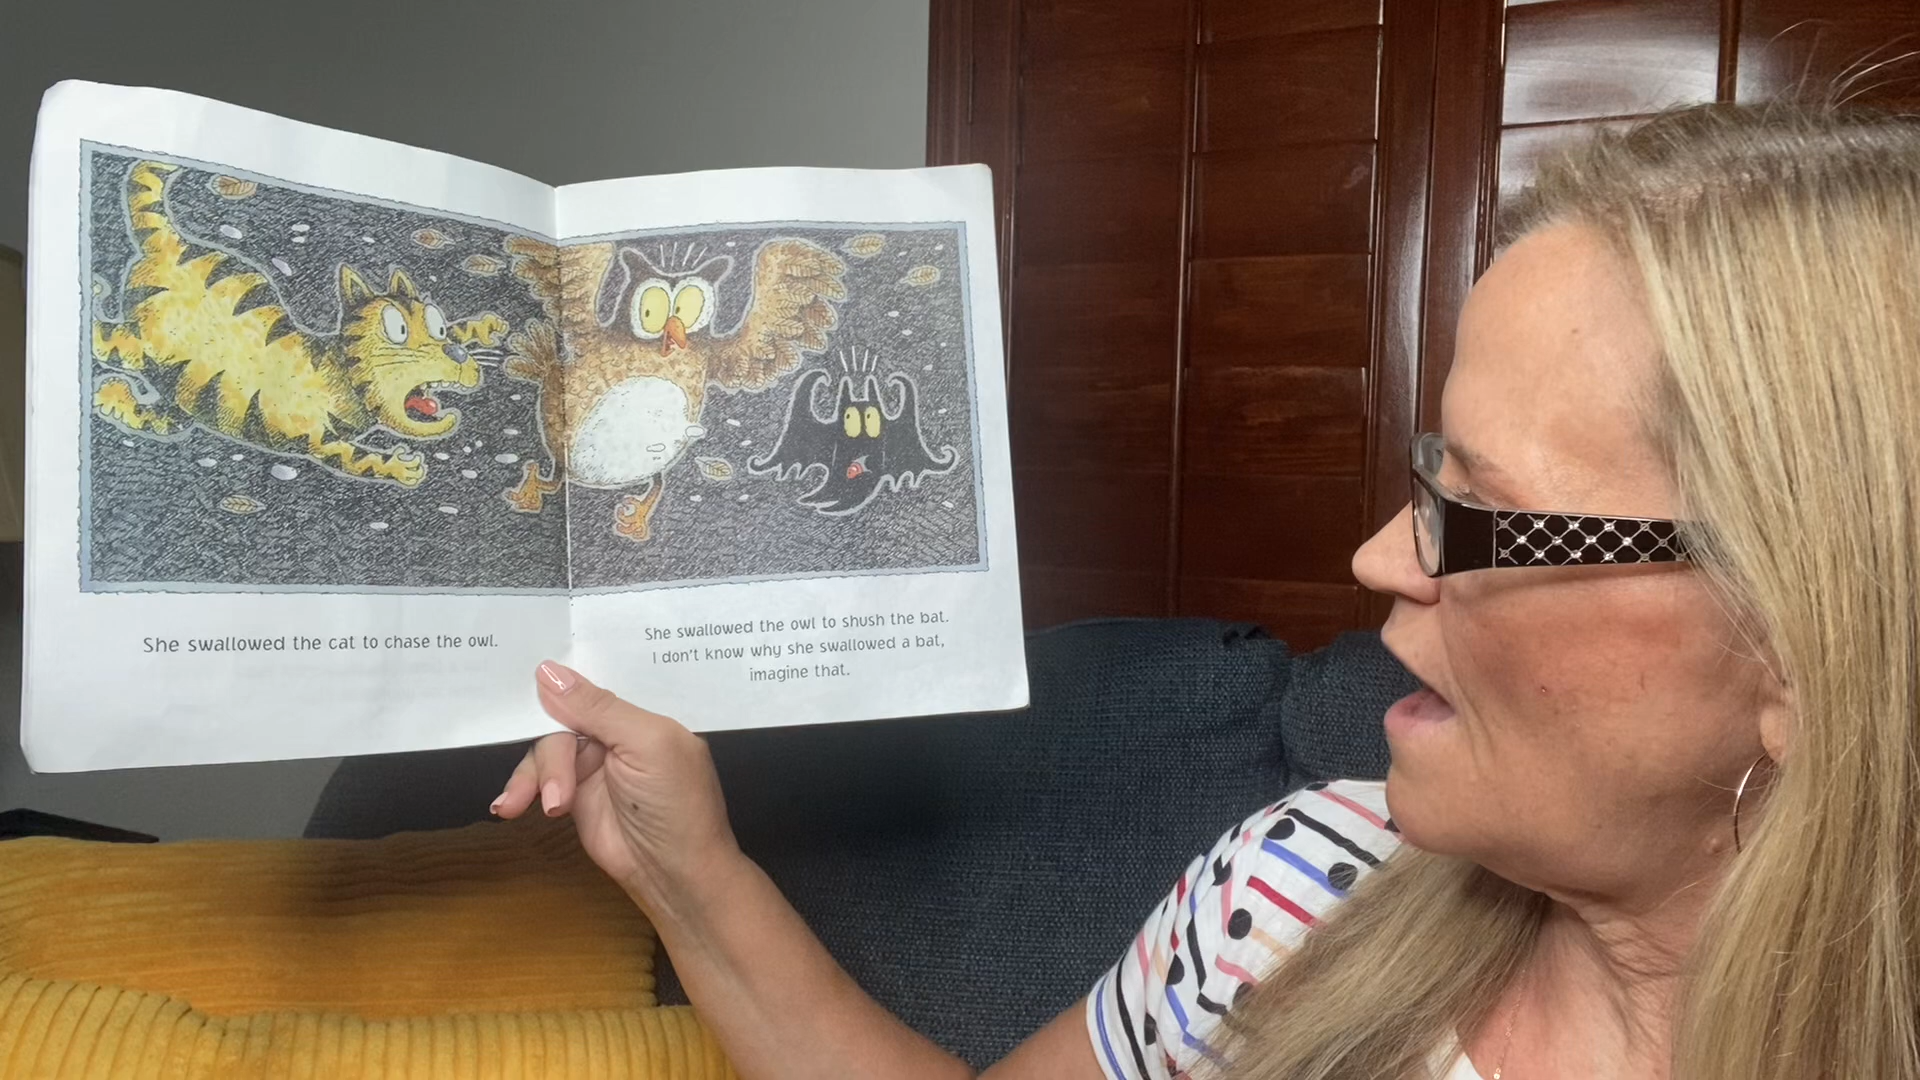 She swallowed the cat to chase the owl.
She swallowed the owl to shush the bat.
I don't know why she swallowed a bat,
imagine that.